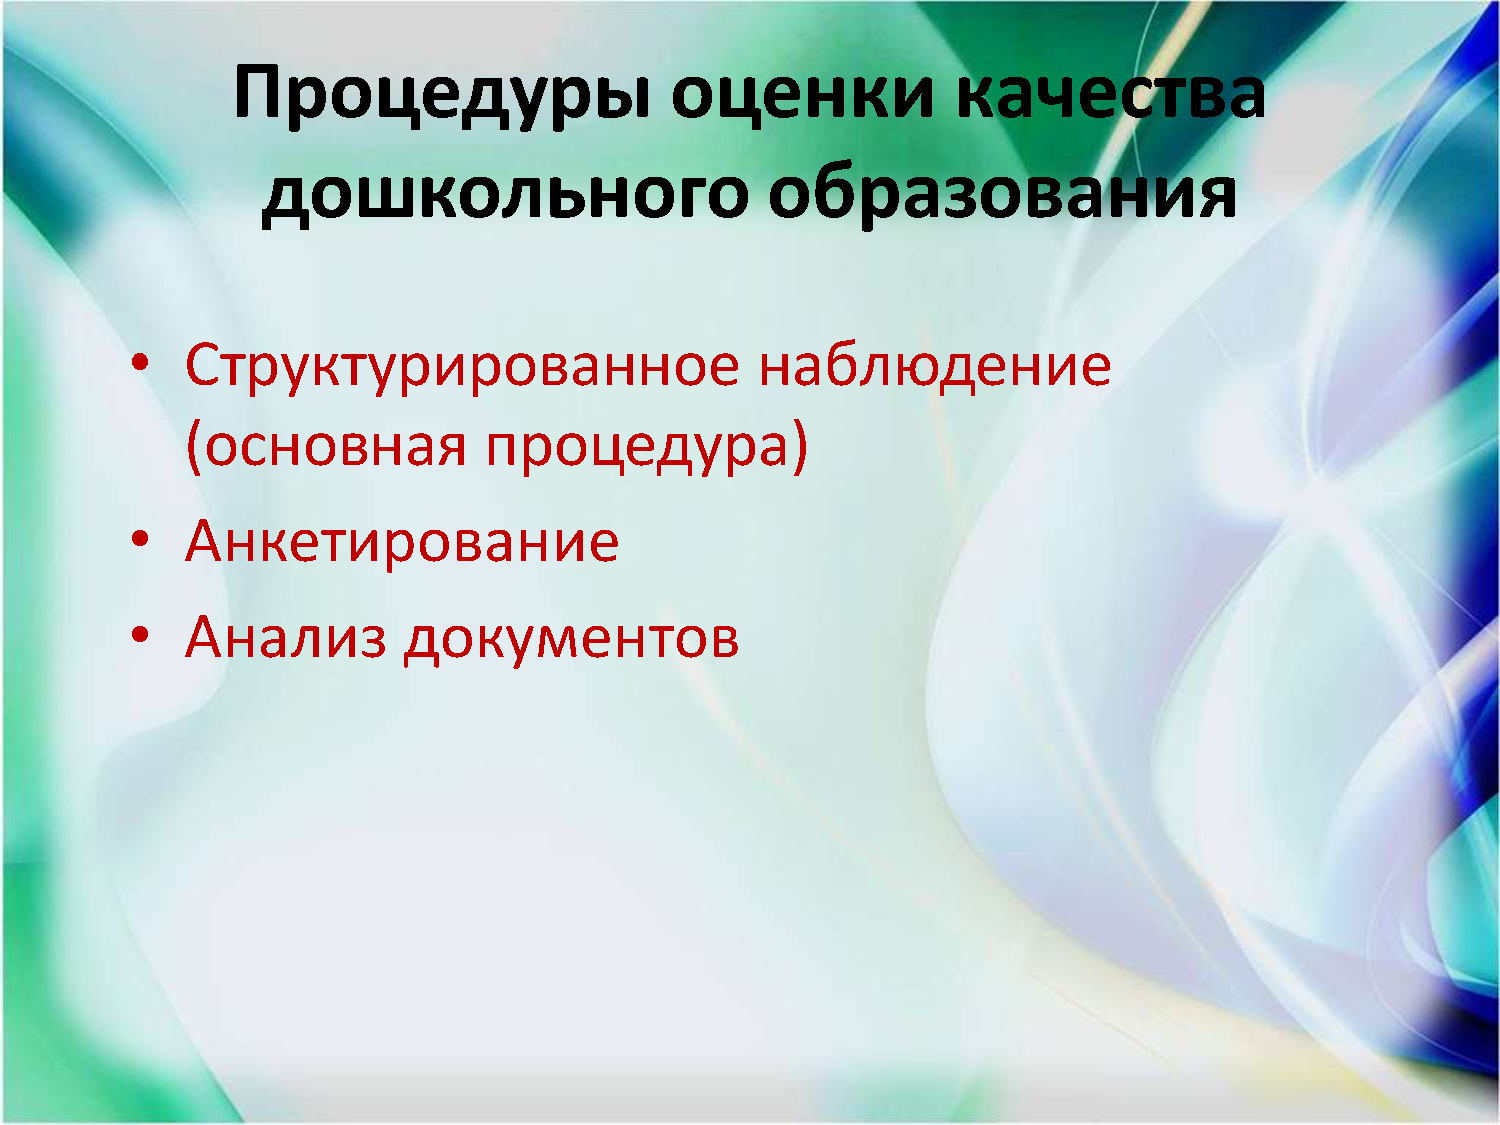 Процедуры оценки качества
дошкольного образования
• Структурированное наблюдение
(основная процедура)
• Анкетирование
• Анализ документов